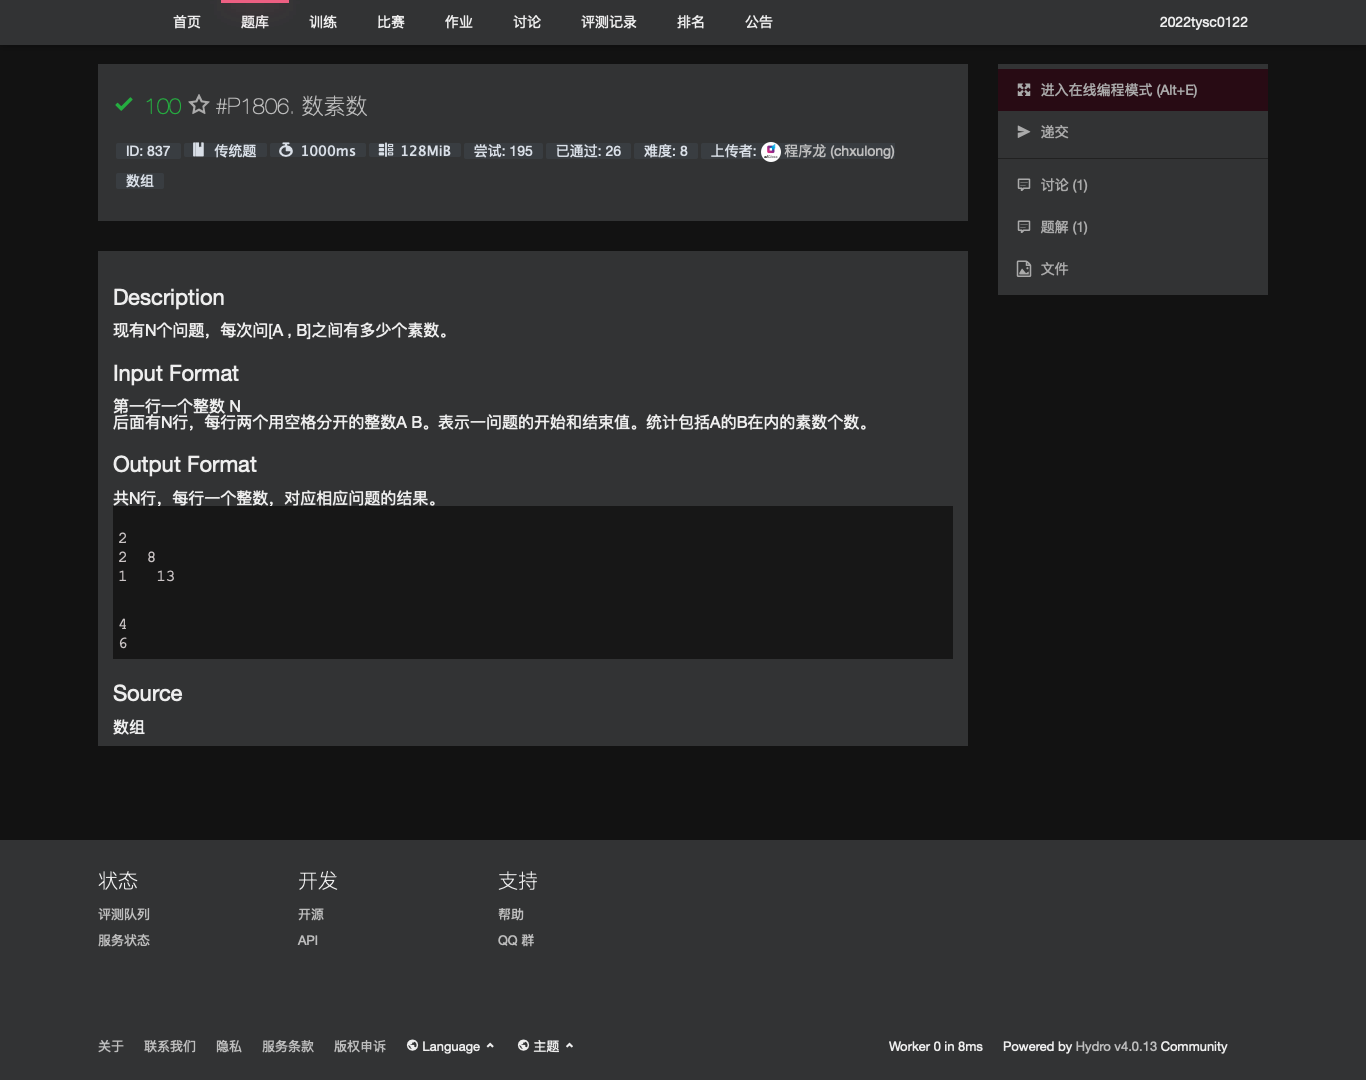 首页 题库 训练 比赛 作业 讨论 评测记录 排名 公告 2022tysc0122
100 #P1806. 数素数
ID: 837 传统题 1000ms 128MiB 尝试: 195 已通过: 26 难度: 8 上传者: 程序龙 (chxulong)
数组
进入在线编程模式 (Alt+E)
递交
讨论 (1)
题解 (1)
文件
Description
现有N个问题，每次问[A , B]之间有多少个素数。
Input Format
第一行一个整数 N
后面有N行，每行两个用空格分开的整数A B。表示一问题的开始和结束值。统计包括A的B在内的素数个数。
Output Format
共N行，每行一个整数，对应相应问题的结果。
2
2 8
1 13
4
6
Source
数组
状态 开发 支持
评测队列 开源 帮助
服务状态 API QQ 群
关于 联系我们 隐私 服务条款 版权申诉 Language 主题 Worker 0 in 8ms Powered by Hydro v4.0.13 Community